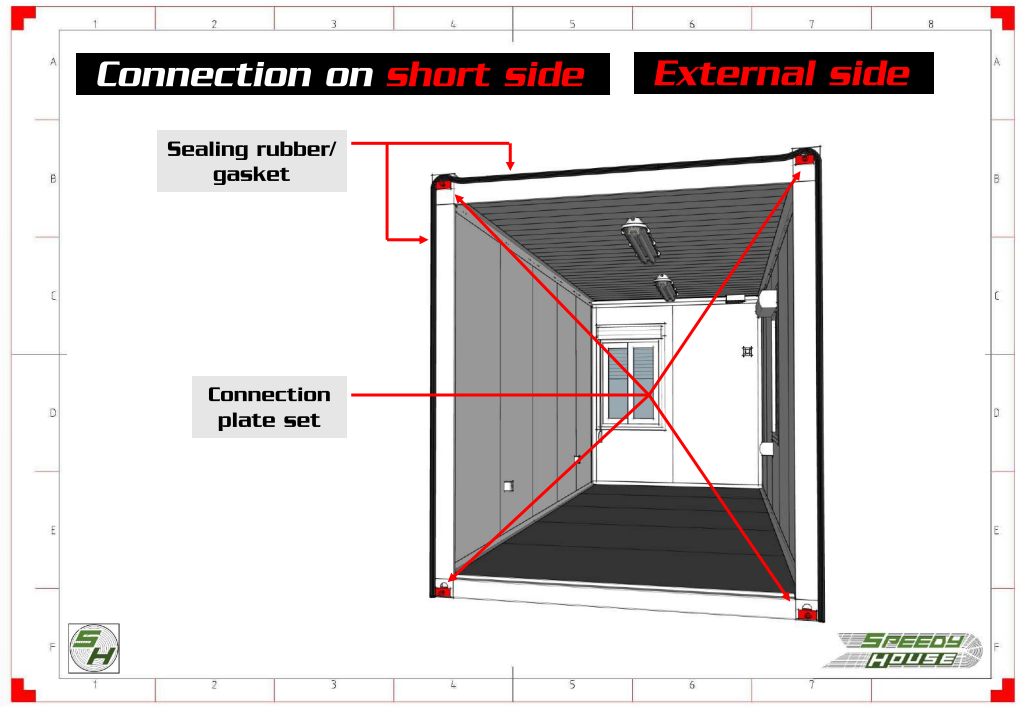 1 2 3 4 5 6 7 8
Connection on short side
External side
A A
Sealing rubber/
gasket
B B
C C
Connection
plate set
D D
E E
F F
SH
SPEEDY
HOUSE
1 2 3 4 5 6 7